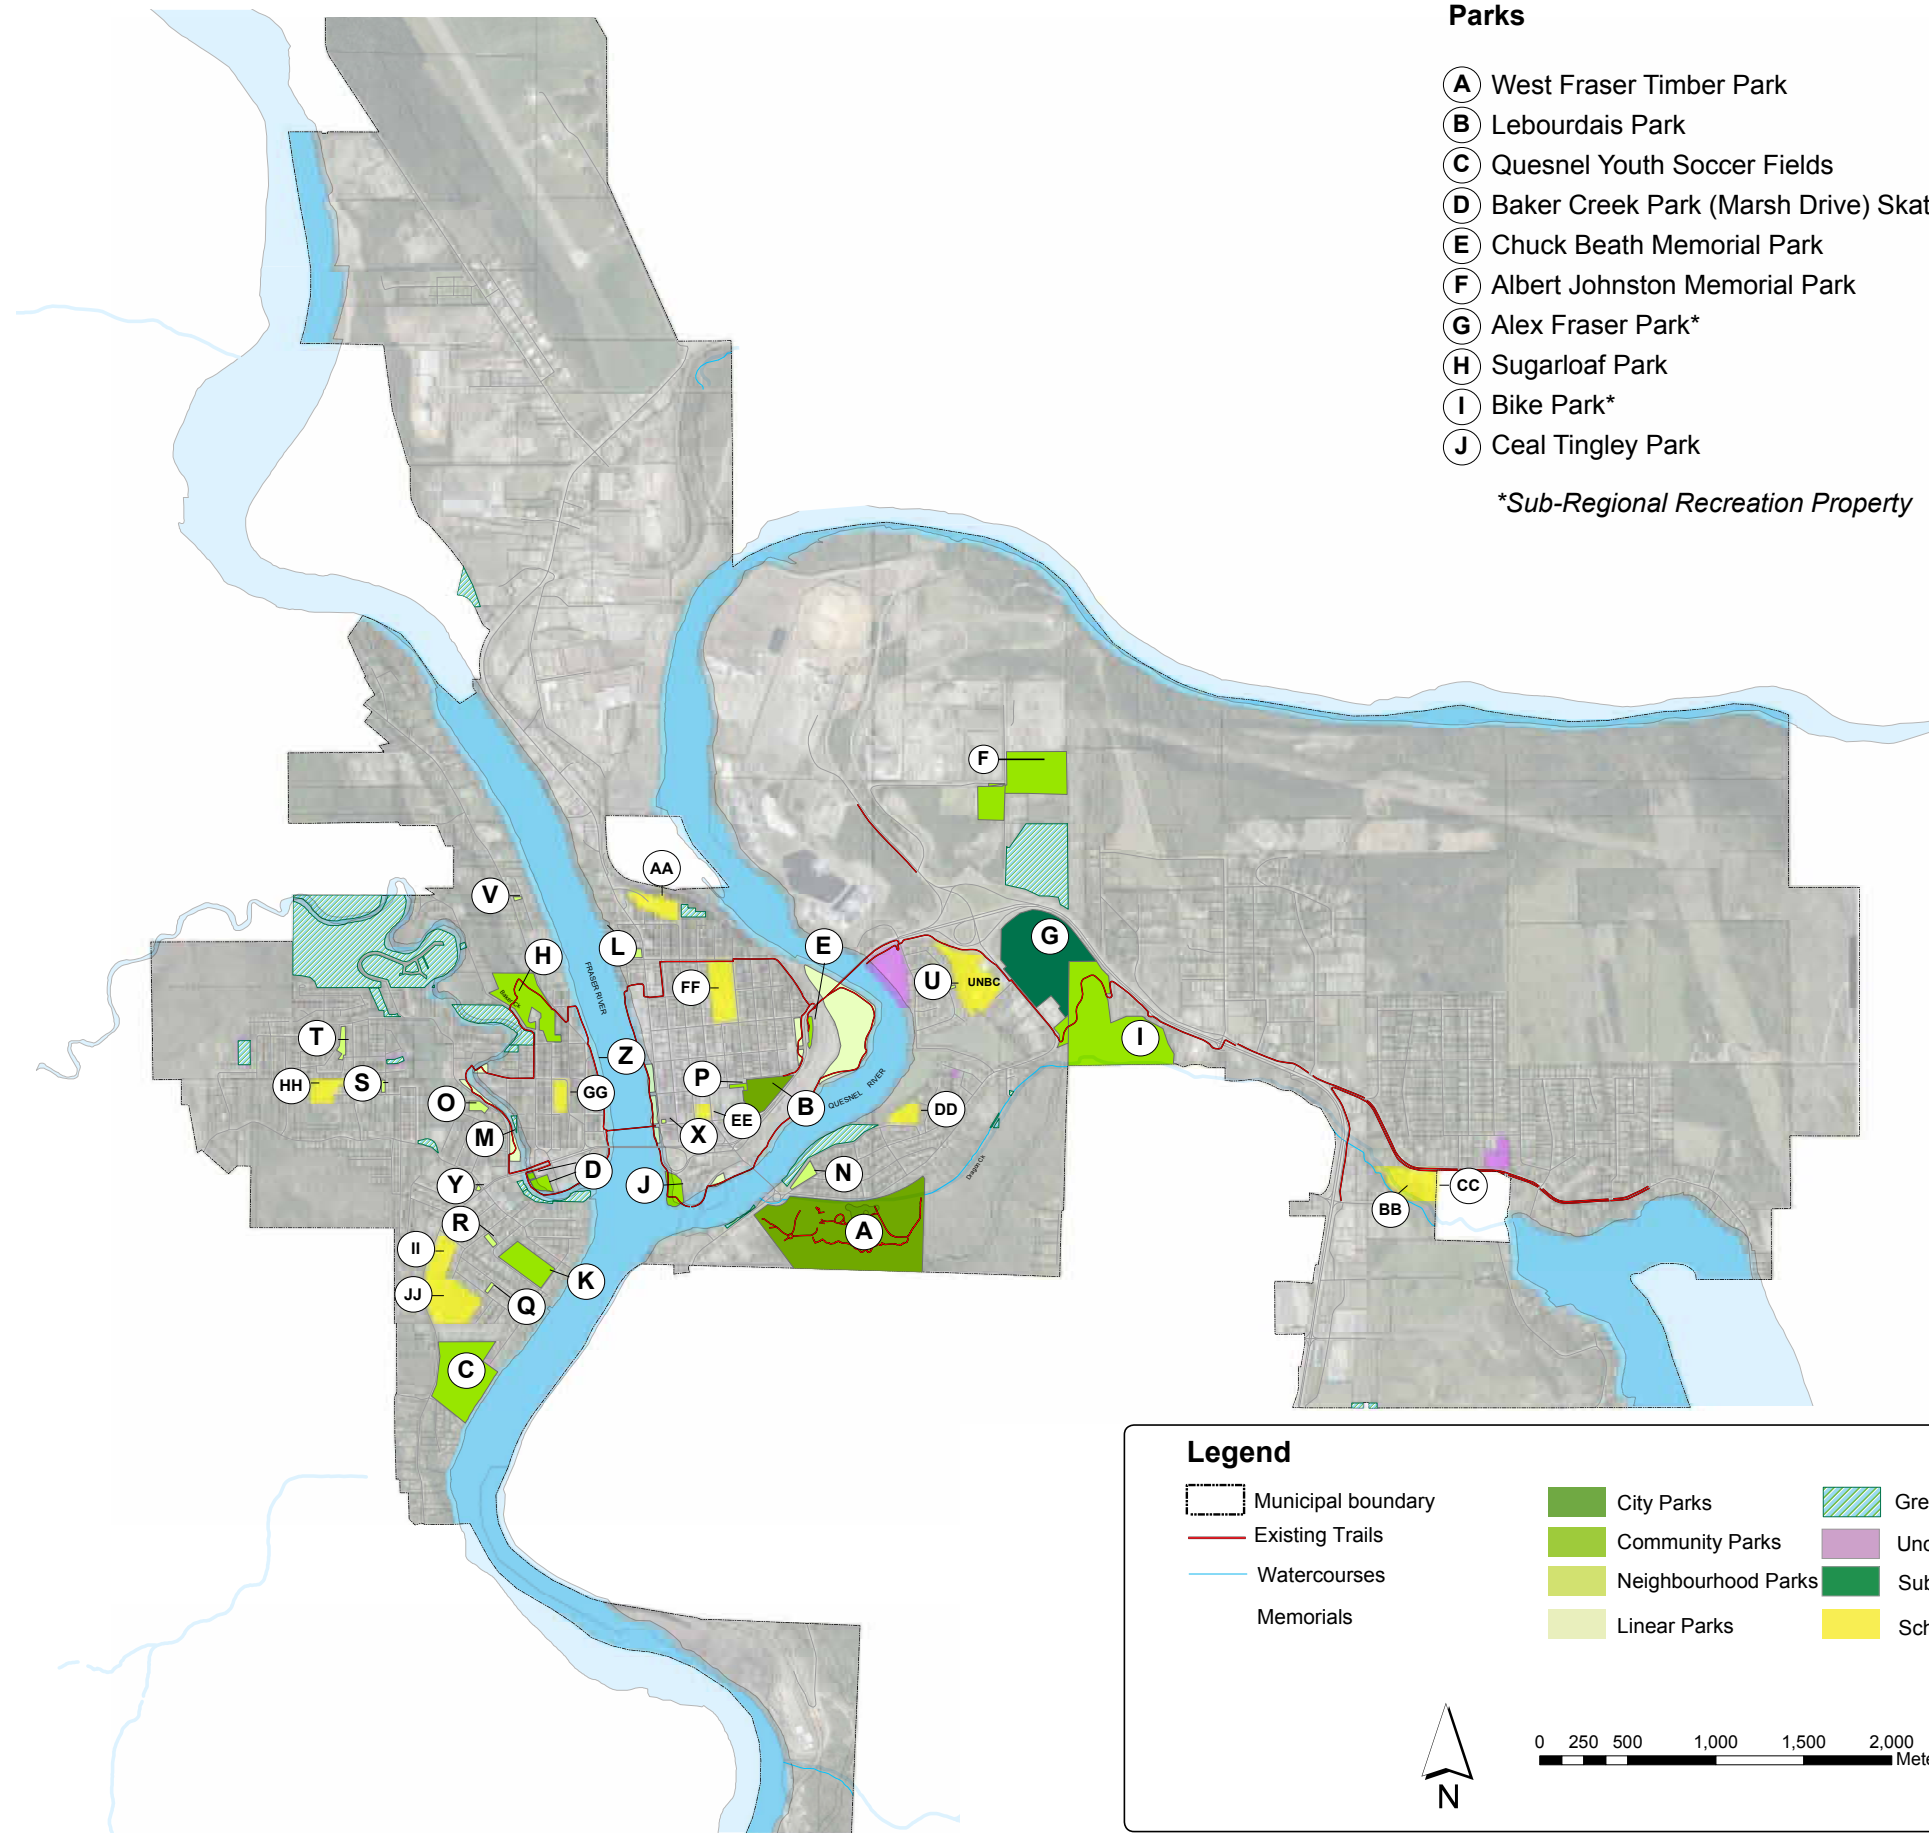 Parks
A West Fraser Timber Park
B Lebourdais Park
C Quesnel Youth Soccer Fields
D Baker Creek Park (Marsh Drive) Skat
E Chuck Beath Memorial Park
F Albert Johnston Memorial Park
G Alex Fraser Park*
H Sugarloaf Park
I Bike Park*
J Ceal Tingley Park
*Sub-Regional Recreation Property
F
AA
V
L
E
G
H
FRASER RIVER
FF
U
UNBC
T
Z
I
HH
S
P
GG
O
EE
B
QUESNEL RIVER
DD
M
X
D
J
N
Dragon Ck
Y
CC
BB
R
A
II
K
JJ
Q
C
Legend
Municipal boundary
Existing Trails
Watercourses
Memorials
City Parks
Community Parks
Neighbourhood Parks
Linear Parks
Gre
Und
Sub
Sch
N
0 250 500 1,000 1,500 2,000
Mete